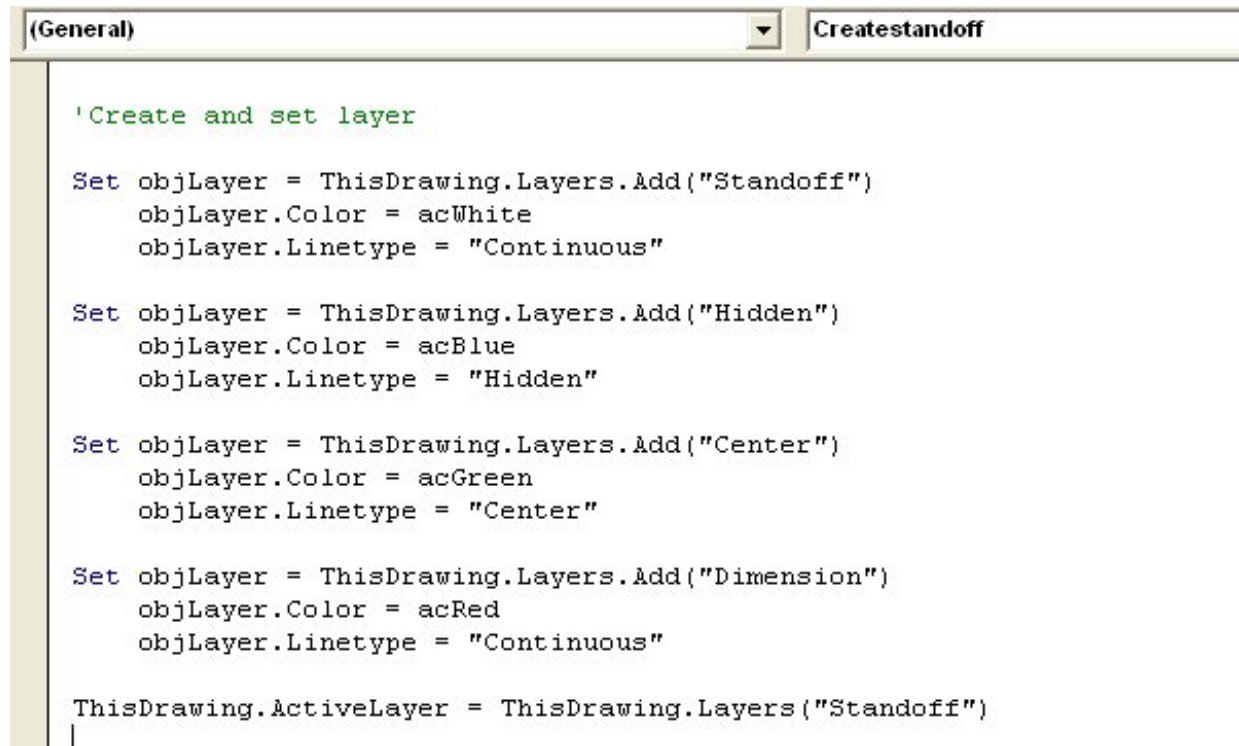 (General) Createstandoff
'Create and set layer
Set objLayer = ThisDrawing.Layers.Add("Standoff")
objLayer.Color = acWhite
objLayer.Linetype = "Continuous"
Set objLayer = ThisDrawing.Layers.Add("Hidden")
objLayer.Color = acBlue
objLayer.Linetype = "Hidden"
Set objLayer = ThisDrawing.Layers.Add("Center")
objLayer.Color = acGreen
objLayer.Linetype = "Center"
Set objLayer = ThisDrawing.Layers.Add("Dimension")
objLayer.Color = acRed
objLayer.Linetype = "Continuous"
ThisDrawing.ActiveLayer = ThisDrawing.Layers("Standoff")